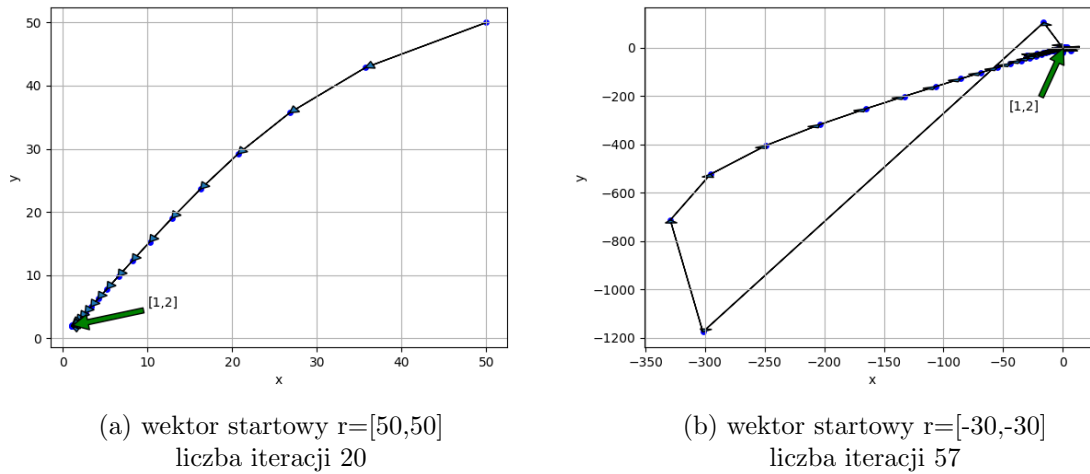 50
40
30
20
10
0
y
[1,2]
0 10 20 30 40 50
x
(a) wektor startowy r=[50,50]
liczba iteracji 20
0
−200
−400
−600
−800
−1000
−1200
y
[1,2]
−350 −300 −250 −200 −150 −100 −50 0
x
(b) wektor startowy r=[-30,-30]
liczba iteracji 57